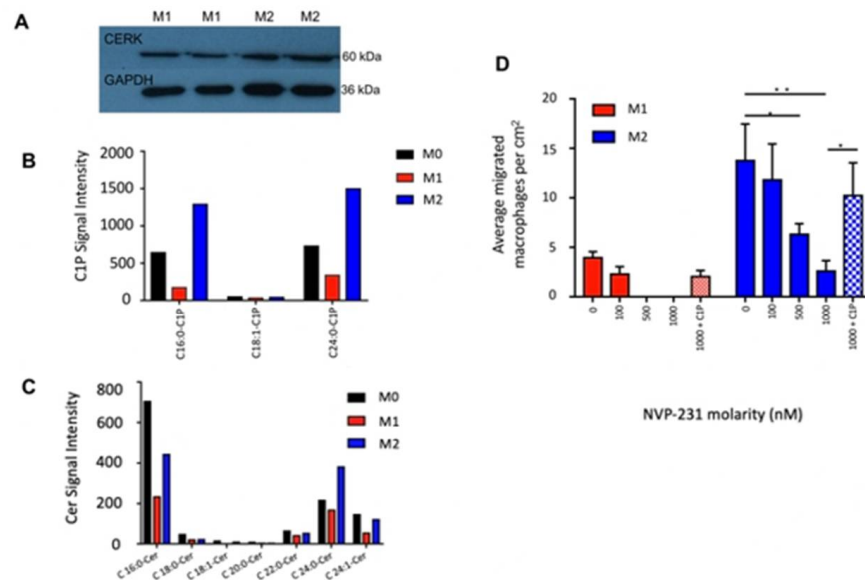 A
M1 M1 M2 M2
CERK
60 kDa
GAPDH
36 kDa
B
C1P Signal Intensity
2000
1500
1000
500
0
M0
M1
M2
C16:0-C1P
C18:1-C1P
C24:0-C1P
C
Cer Signal Intensity
800
600
400
200
0
M0
M1
M2
C 16:0-Cer
C 18:0-Cer
C 18:1-Cer
C 20:0-Cer
C 22:0-Cer
C 24:0-Cer
C 24:1-Cer
D
Average migrated
macrophages per cm²
20
15
10
5
0
M1
M2
* *
*
*
0
100
500
1000
1000 + C1P
0
100
500
1000
1000 + C1P
NVP-231 molarity (nM)